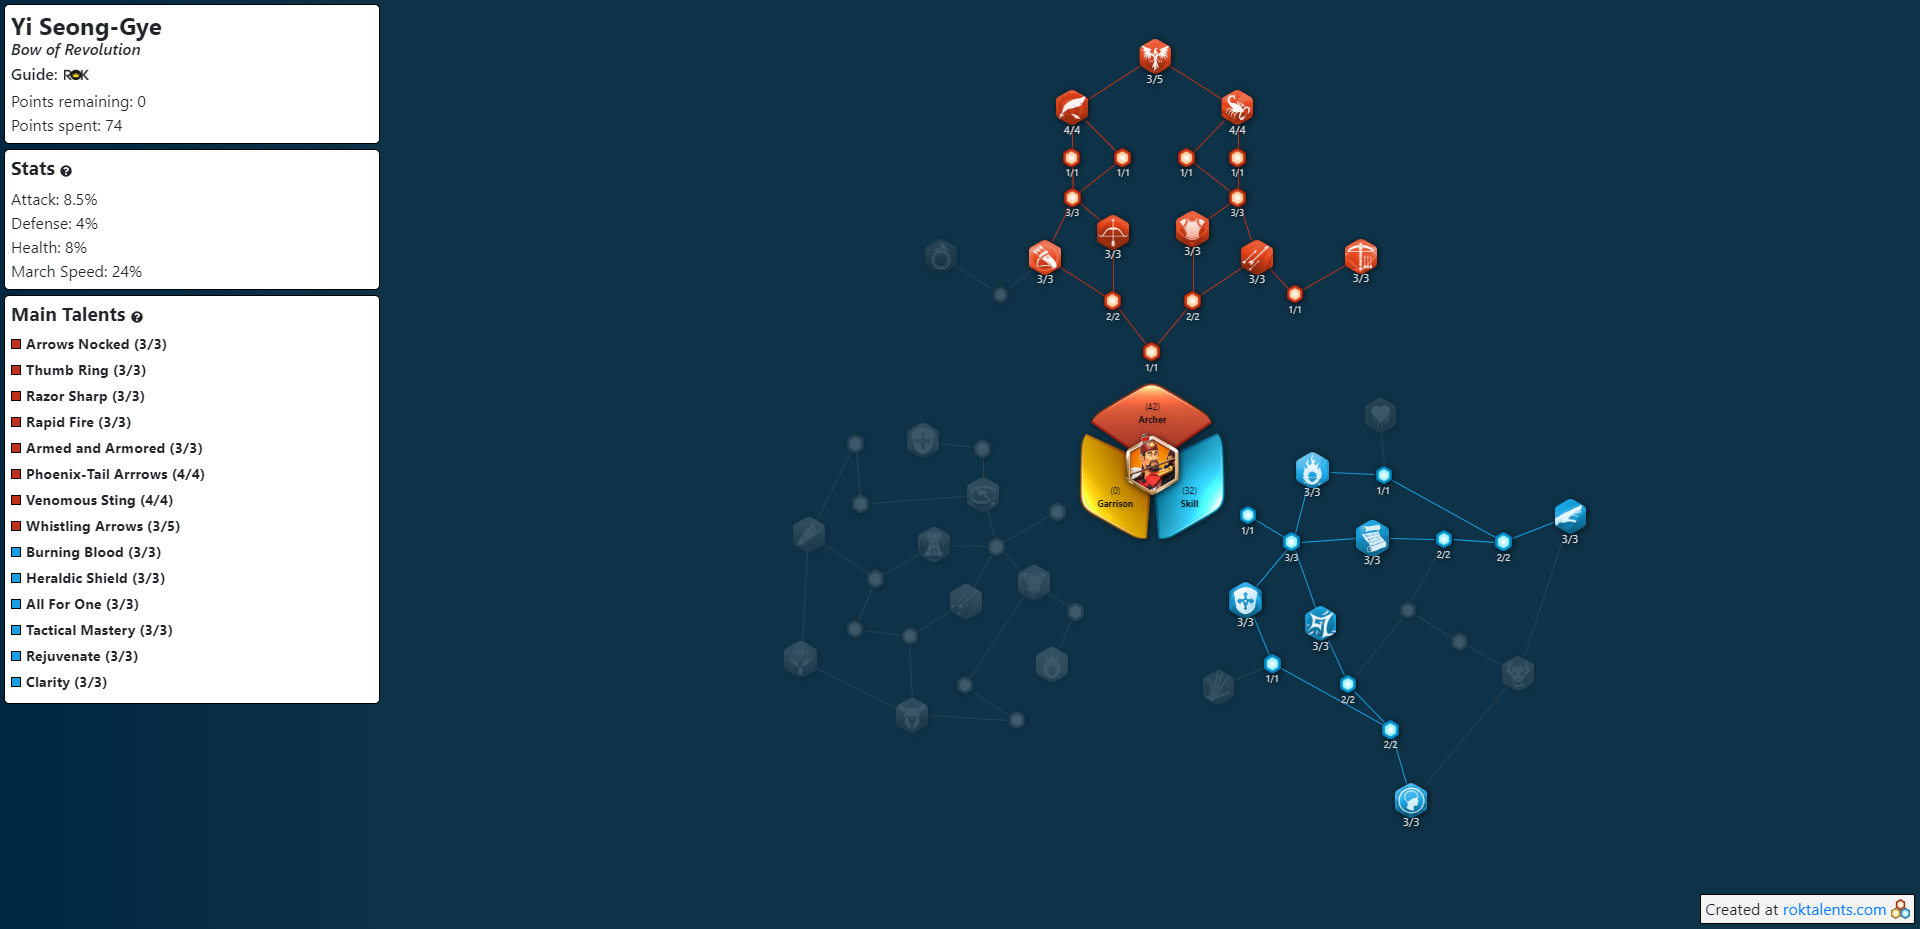 Yi Seong-Gye
Bow of Revolution
Guide: ROK
Points remaining: 0
Points spent: 74
Stats ?
Attack: 8.5%
Defense: 4%
Health: 8%
March Speed: 24%
Main Talents ?
Arrows Nocked (3/3)
Thumb Ring (3/3)
Razor Sharp (3/3)
Rapid Fire (3/3)
Armed and Armored (3/3)
Phoenix-Tail Arrrows (4/4)
Venomous Sting (4/4)
Whistling Arrows (3/5)
Burning Blood (3/3)
Heraldic Shield (3/3)
All For One (3/3)
Tactical Mastery (3/3)
Rejuvenate (3/3)
Clarity (3/3)
3/5
4/4 4/4
1/1 1/1 1/1 1/1
3/3 3/3
3/3 3/3
3/3 3/3 3/3
2/2 2/2 1/1
1/1
(42)
Archer
(0)
Garrison
(32)
Skill
3/3 1/1
1/1 3/3
3/3 3/3 2/2 2/2
3/3 3/3
1/1 2/2
2/2
3/3
Created at roktalents.com